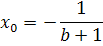 x₀ = −1/(b + 1)